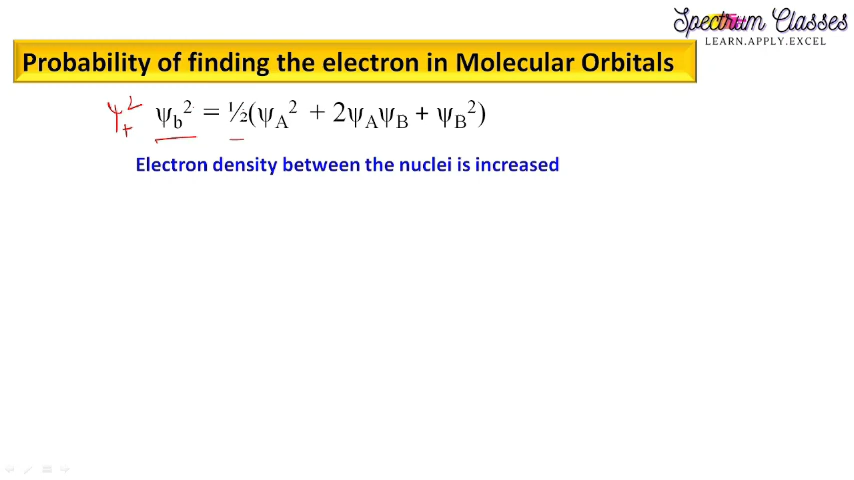 Spectrum Classes
LEARN.APPLY.EXCEL
Probability of finding the electron in Molecular Orbitals
ψ₊² ψb² = ½(ψA² + 2ψAψB + ψB²)
Electron density between the nuclei is increased